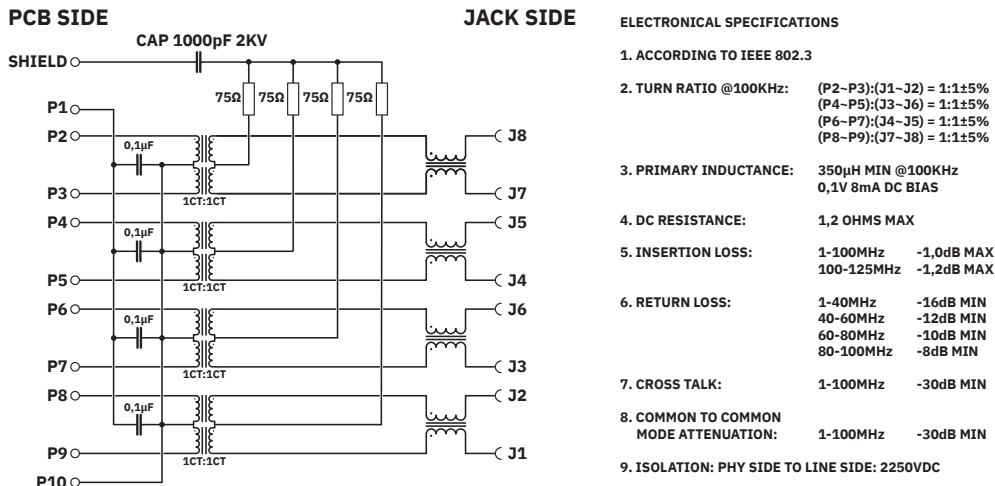 PCB SIDE
JACK SIDE
CAP 1000pF 2KV
SHIELD
75Ω 75Ω 75Ω 75Ω
P1
P2
0,1µF
J8
P3
1CT:1CT
J7
P4
0,1µF
J5
P5
1CT:1CT
J4
P6
0,1µF
J6
P7
1CT:1CT
J3
P8
0,1µF
J2
P9
1CT:1CT
J1
P10
ELECTRONICAL SPECIFICATIONS
1. ACCORDING TO IEEE 802.3
2. TURN RATIO @100KHz: (P2~P3):(J1~J2) = 1:1±5%
(P4~P5):(J3~J6) = 1:1±5%
(P6~P7):(J4~J5) = 1:1±5%
(P8~P9):(J7~J8) = 1:1±5%
3. PRIMARY INDUCTANCE: 350µH MIN @100KHz
0,1V 8mA DC BIAS
4. DC RESISTANCE: 1,2 OHMS MAX
5. INSERTION LOSS: 1-100MHz -1,0dB MAX
100-125MHz -1,2dB MAX
6. RETURN LOSS: 1-40MHz -16dB MIN
40-60MHz -12dB MIN
60-80MHz -10dB MIN
80-100MHz -8dB MIN
7. CROSS TALK: 1-100MHz -30dB MIN
8. COMMON TO COMMON
MODE ATTENUATION: 1-100MHz -30dB MIN
9. ISOLATION: PHY SIDE TO LINE SIDE: 2250VDC